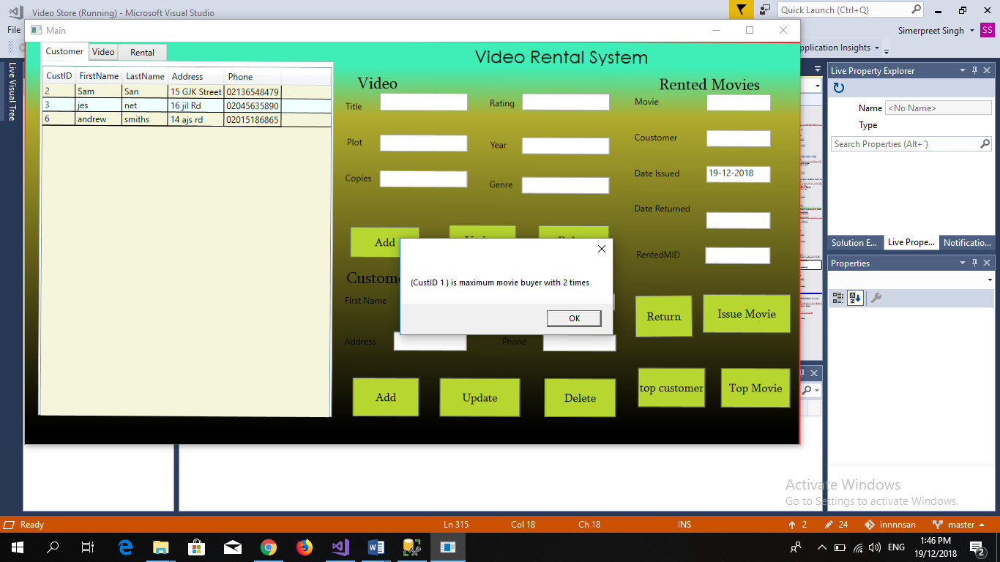 Video Store (Running) - Microsoft Visual Studio
Quick Launch (Ctrl+Q)
File
Simerpreet Singh
SS
pplication Insights
Live Visual Tree
Main
Customer
Video
Rental
Video Rental System
CustID FirstName LastName Address Phone
2 Sam San 15 GJK Street 02136548479
3 jes net 16 jil Rd 02045635890
6 andrew smiths 14 ajs rd 02015186865
Video
Title
Rating
Plot
Year
Copies
Genre
Add
Custome
First Name
Address
Phone
Add
Update
Delete
Rented Movies
Movie
Coustomer
Date Issued
19-12-2018
Date Returned
RentedMID
Return
Issue Movie
top customer
Top Movie
(CustID 1 ) is maximum movie buyer with 2 times
OK
Live Property Explorer
Name <No Name>
Type
Search Properties (Alt+`)
Solution E...
Live Prope...
Notificatio...
Properties
Activate Windows
Go to Settings to activate Windows.
Ready
Ln 315
Col 18
Ch 18
INS
2
24
innnnsan
master
ENG
1:46 PM
19/12/2018
2